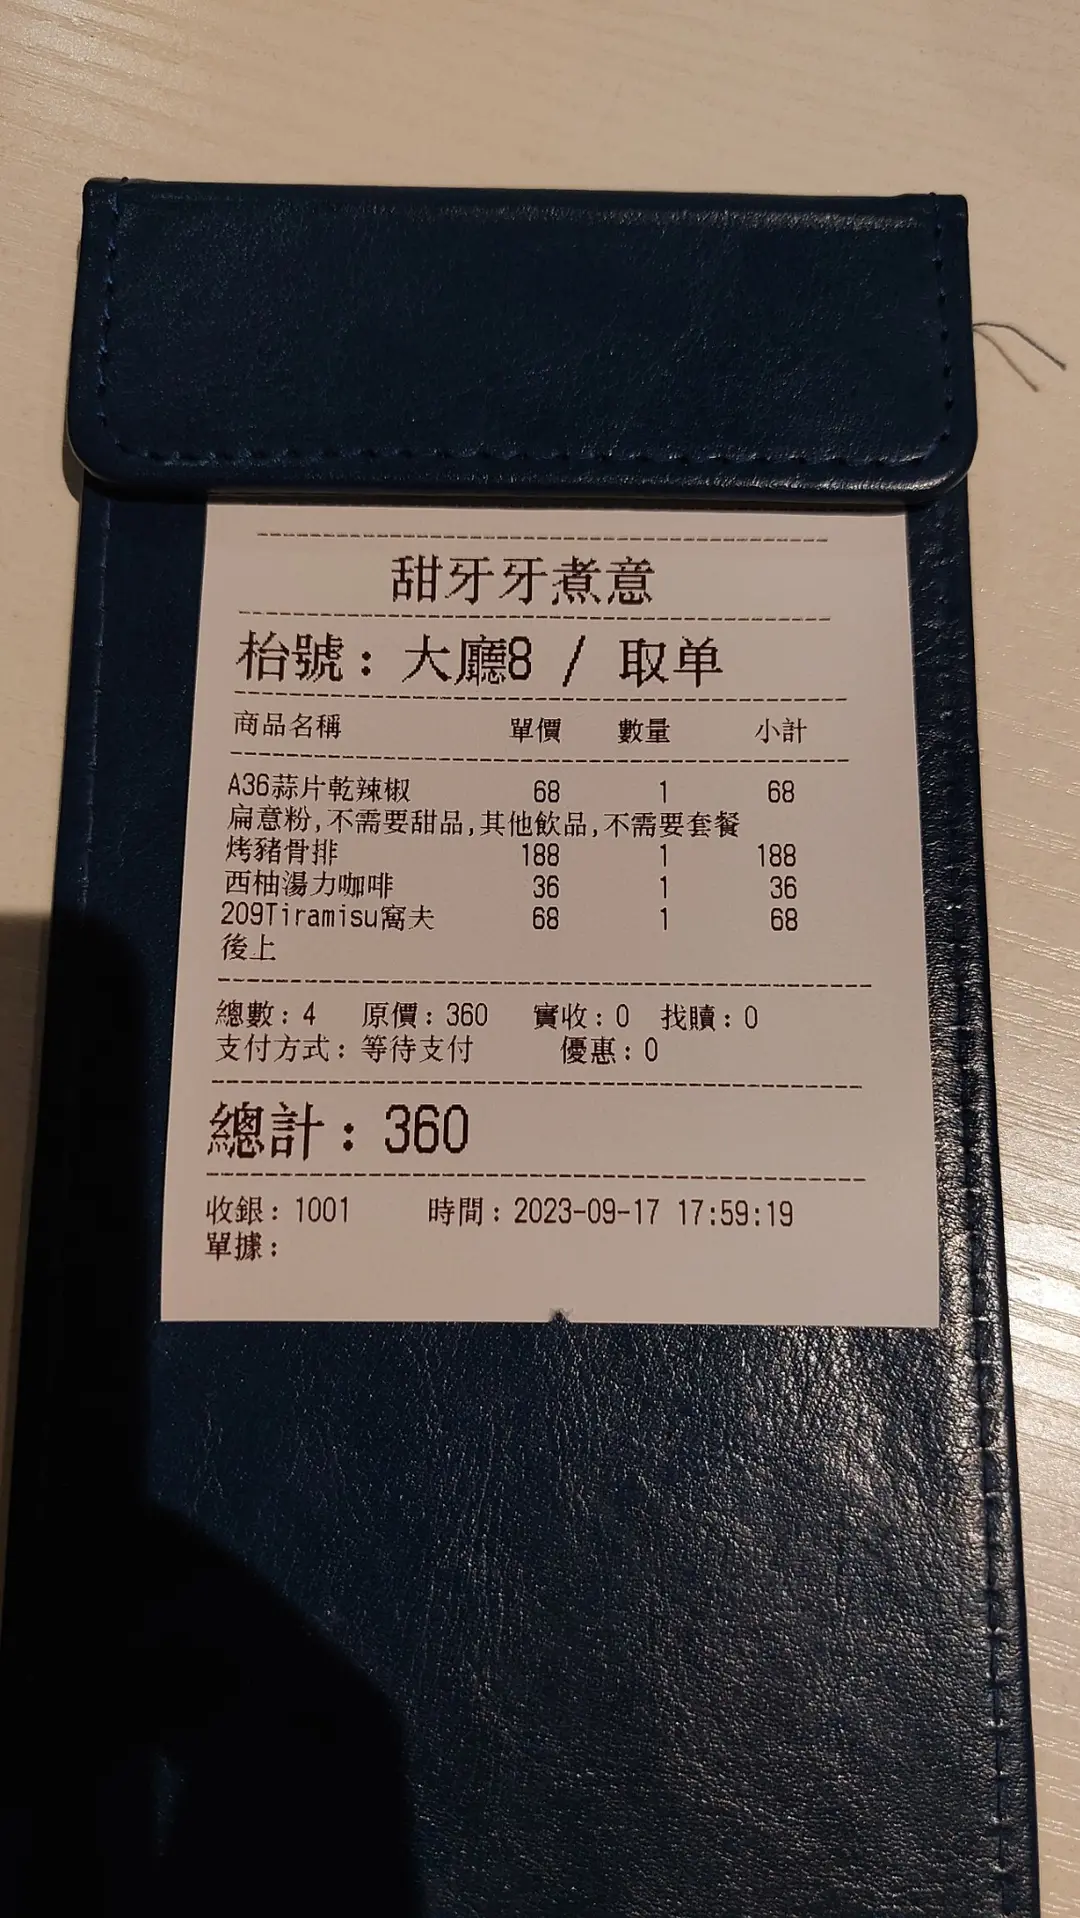 甜牙牙煮意
枱號: 大廳8 / 取单
商品名稱 單價 數量 小計
A36蒜片乾辣椒 68 1 68
扁意粉,不需要甜品,其他飲品,不需要套餐
烤豬骨排 188 1 188
西柚湯力咖啡 36 1 36
209Tiramisu窩夫 68 1 68
後上
總數: 4 原價: 360 實收: 0 找贖: 0
支付方式: 等待支付 優惠: 0
總計: 360
收銀: 1001 時間: 2023-09-17 17:59:19
單據: